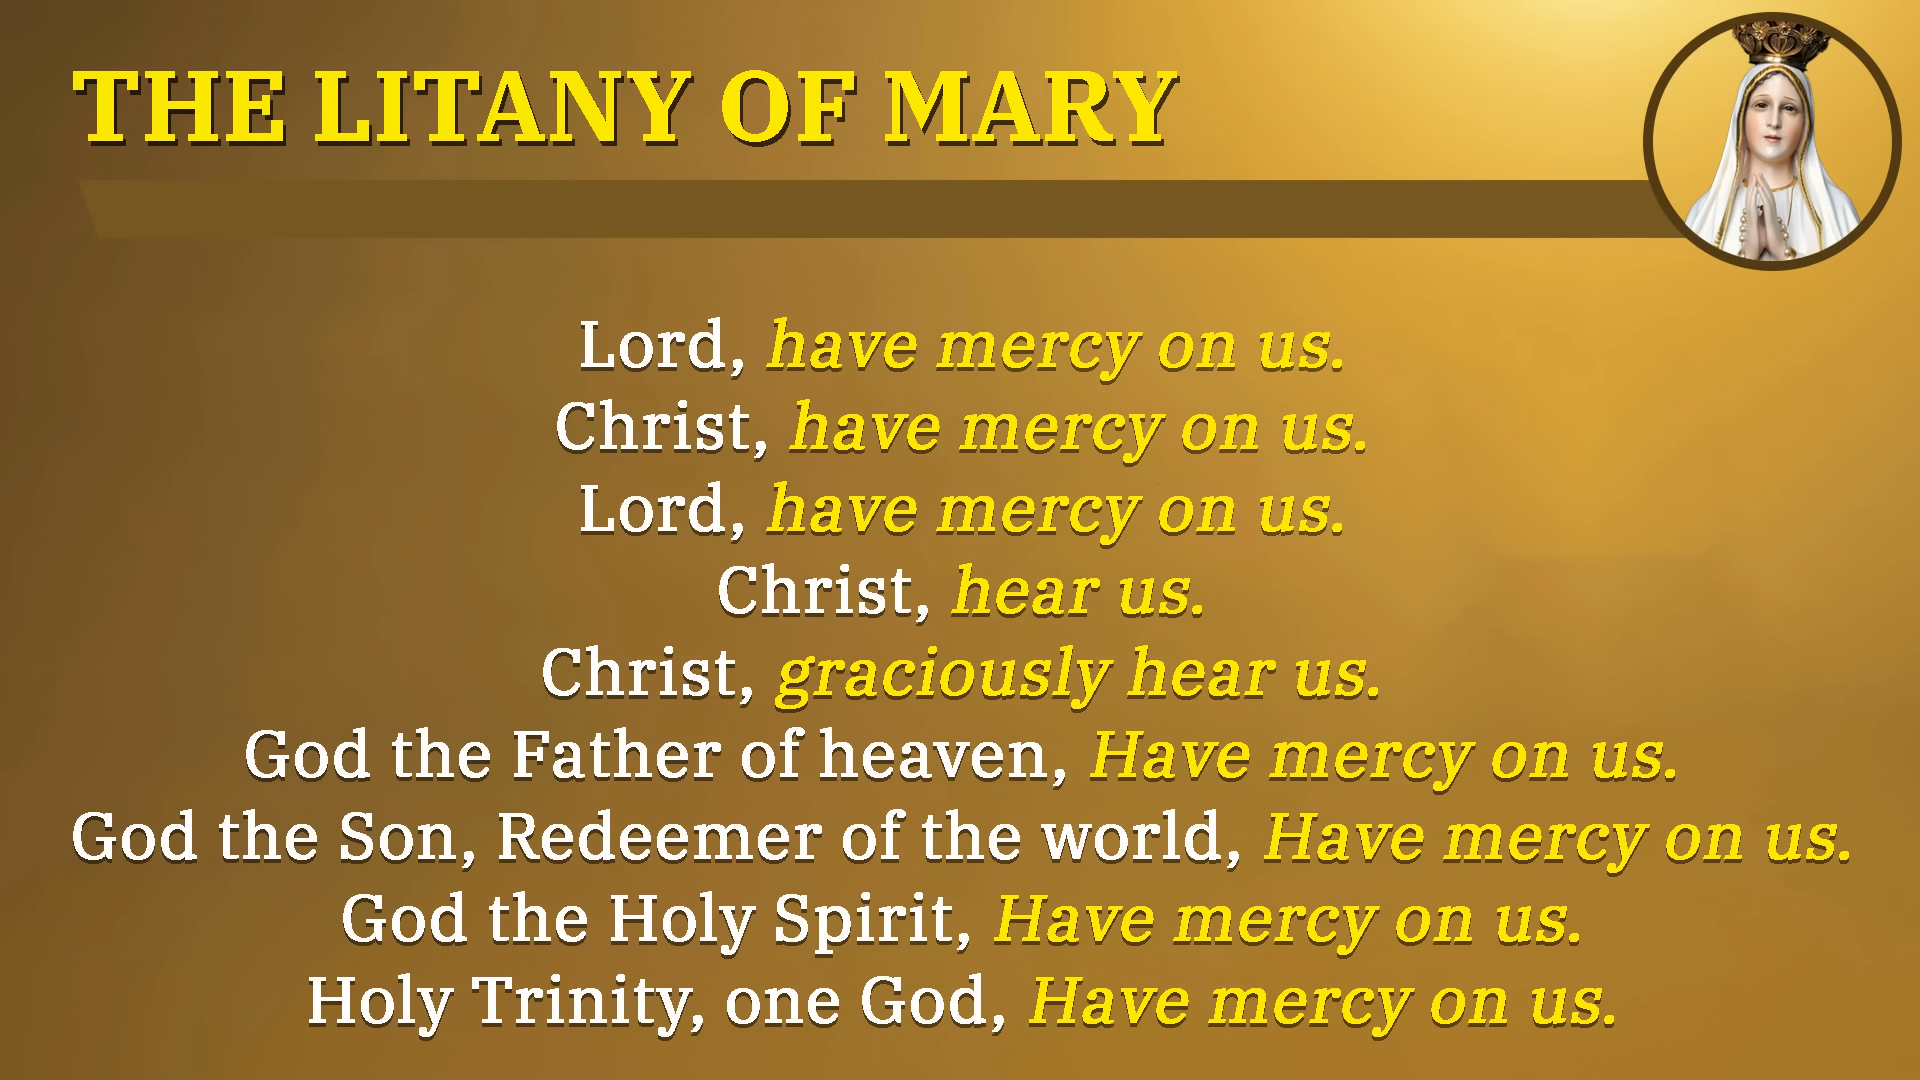 THE LITANY OF MARY
Lord, have mercy on us.
Christ, have mercy on us.
Lord, have mercy on us.
Christ, hear us.
Christ, graciously hear us.
God the Father of heaven, Have mercy on us.
God the Son, Redeemer of the world, Have mercy on us.
God the Holy Spirit, Have mercy on us.
Holy Trinity, one God, Have mercy on us.